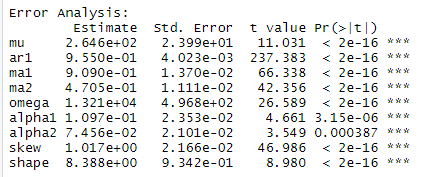 Error Analysis:
        Estimate  Std. Error  t value Pr(>|t|)
mu     2.646e+02   2.399e+01   11.031  < 2e-16 ***
ar1    9.550e-01   4.023e-03  237.383  < 2e-16 ***
ma1    9.090e-01   1.370e-02   66.338  < 2e-16 ***
ma2    4.705e-01   1.111e-02   42.356  < 2e-16 ***
omega  1.321e+04   4.968e+02   26.589  < 2e-16 ***
alpha1 1.097e-01   2.353e-02    4.661 3.15e-06 ***
alpha2 7.456e-02   2.101e-02    3.549 0.000387 ***
skew   1.017e+00   2.166e-02   46.986  < 2e-16 ***
shape  8.388e+00   9.342e-01    8.980  < 2e-16 ***